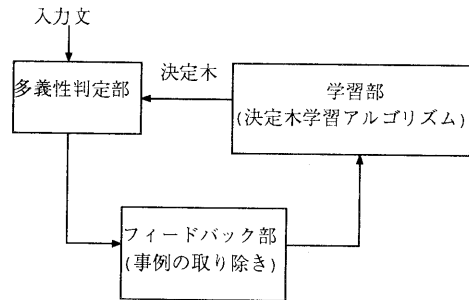 入力文
多義性判定部
決定木
学習部
(決定木学習アルゴリズム)
フィードバック部
(事例の取り除き)